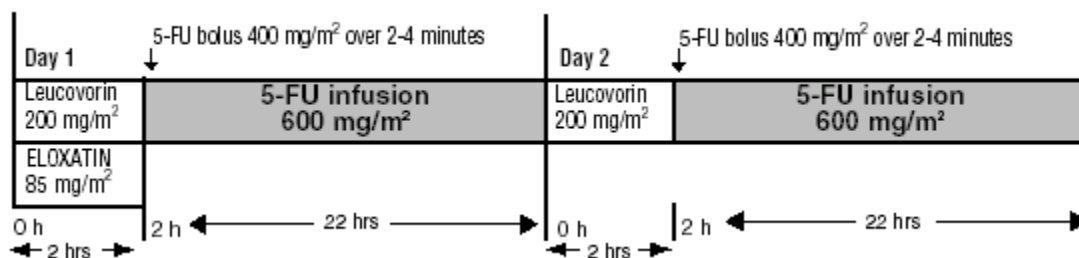 5-FU bolus 400 mg/m² over 2-4 minutes
5-FU bolus 400 mg/m² over 2-4 minutes
Day 1
Day 2
Leucovorin
200 mg/m²
5-FU infusion
600 mg/m²
Leucovorin
200 mg/m²
5-FU infusion
600 mg/m²
ELOXATIN
85 mg/m²
0 h
2 h
22 hrs
0 h
2 h
22 hrs
2 hrs
2 hrs